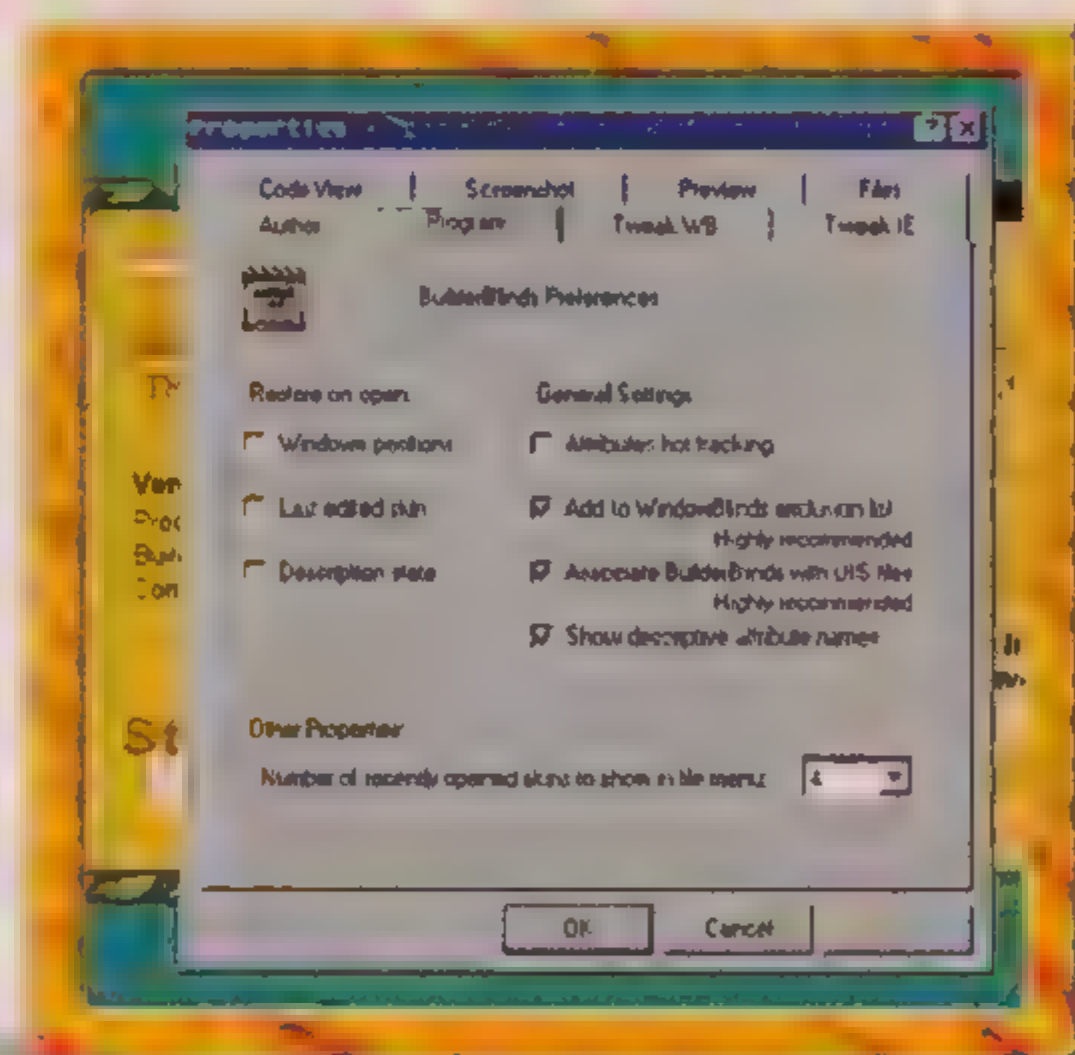 Properties
Code View Screenshot Preview Files
Author Program Tweak WB Tweak IE
BuilderBlinds Preferences
Restore on open: General Settings
Windows positions Attributes hot tracking
Last edited skin Add to WindowBlinds exclusion list
Highly recommended
Description state Associate BuilderBlinds with UIS files
Highly recommended
Show descriptive attribute names
Other Properties
Number of recently opened skins to show in file menu: 4
OK Cancel
Ver
St